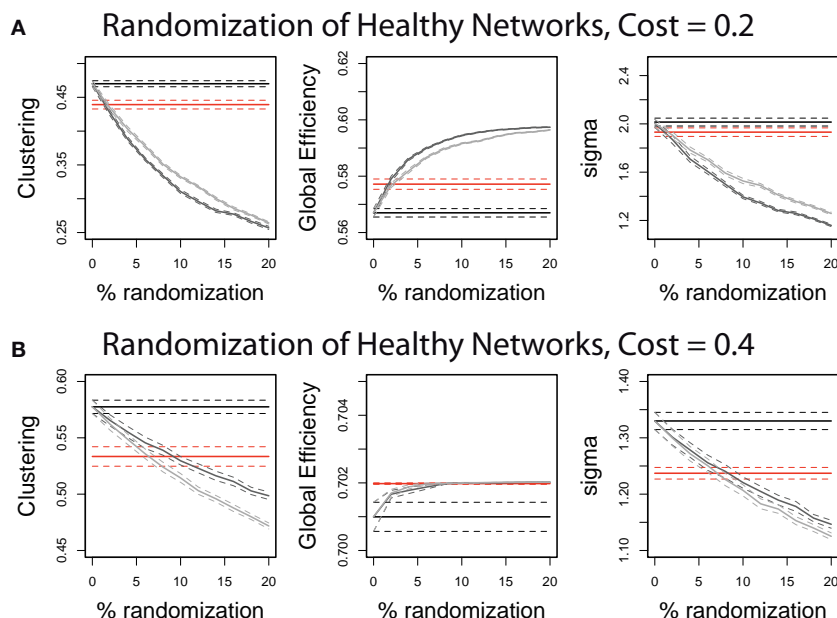 A Randomization of Healthy Networks, Cost = 0.2
Clustering
0.25 0.35 0.45
0 5 10 15 20
% randomization
Global Efficiency
0.56 0.58 0.60 0.62
0 5 10 15 20
% randomization
sigma
1.2 1.6 2.0 2.4
0 5 10 15 20
% randomization
B Randomization of Healthy Networks, Cost = 0.4
Clustering
0.45 0.50 0.55 0.60
0 5 10 15 20
% randomization
Global Efficiency
0.700 0.702 0.704
0 5 10 15 20
% randomization
sigma
1.10 1.20 1.30 1.40
0 5 10 15 20
% randomization